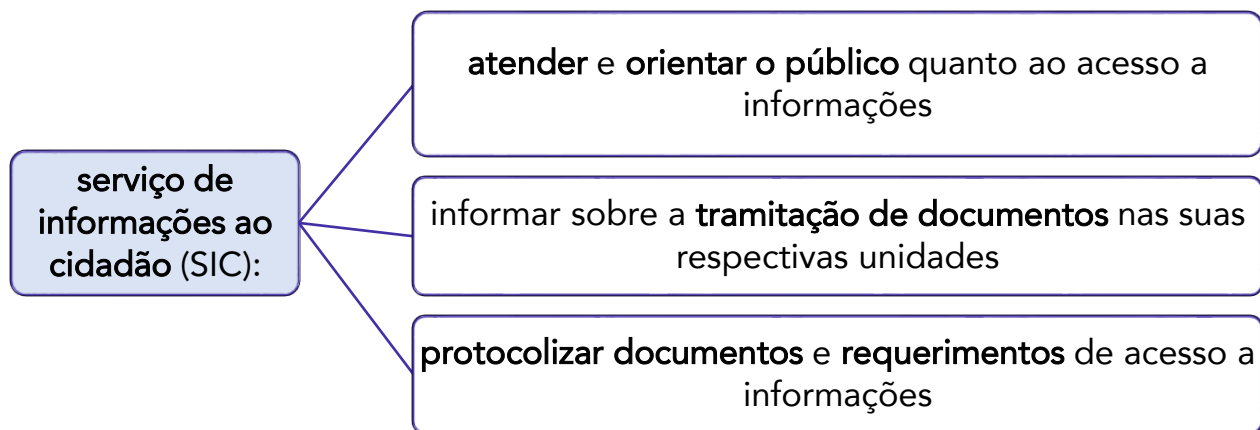 serviço de
informações ao
cidadão (SIC):
atender e orientar o público quanto ao acesso a
informações
informar sobre a tramitação de documentos nas suas
respectivas unidades
protocolizar documentos e requerimentos de acesso a
informações